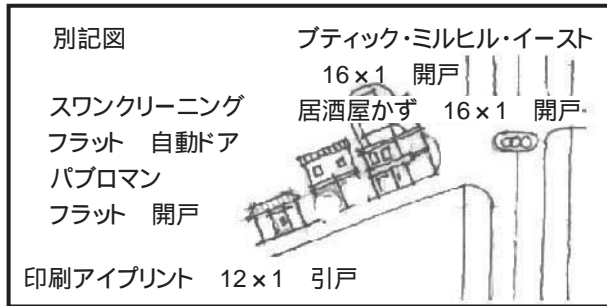 別記図
ブティック・ミルヒル・イースト
16×1 開戸
スワンクリーニング
居酒屋かず 16×1 開戸
フラット 自動ドア
パブロマン
フラット 開戸
印刷アイプリント 12×1 引戸